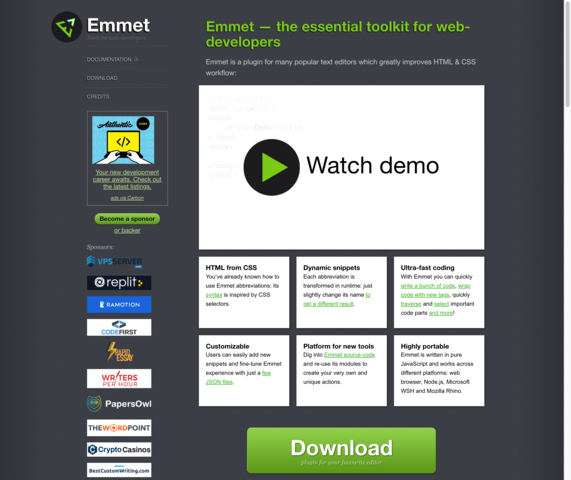 Emmet
DOCUMENTATION
DOWNLOAD
CREDITS
Authentic
JOBS
Your new development
career awaits. Check out
the latest listings.
ads via Carbon
Become a sponsor
or backer
Sponsors:
VPSSERVER
replit
RAMOTION
CODEFIRST
RAPID
ESSAY
WRITERS
PER HOUR
PapersOwl
THEWORDPOINT
CryptoCasinos
BestCustomWriting.com
Emmet — the essential toolkit for web-
developers
Emmet is a plugin for many popular text editors which greatly improves HTML & CSS
workflow:
Watch demo
HTML from CSS
You've already known how to
use Emmet abbreviations: its
syntax is inspired by CSS
selectors.
Dynamic snippets
Each abbreviation is
transformed in runtime: just
slightly change its name to
get a different result.
Ultra-fast coding
With Emmet you can quickly
write a bunch of code, wrap
code with new tags, quickly
traverse and select important
code parts and more!
Customizable
Users can easily add new
snippets and fine-tune Emmet
experience with just a few
JSON files.
Platform for new tools
Dig into Emmet source code
and re-use its modules to
create your very own and
unique actions.
Highly portable
Emmet is written in pure
JavaScript and works across
different platforms: web
browser, Node.js, Microsoft
WSH and Mozilla Rhino.
Download
plugin for your favourite editor